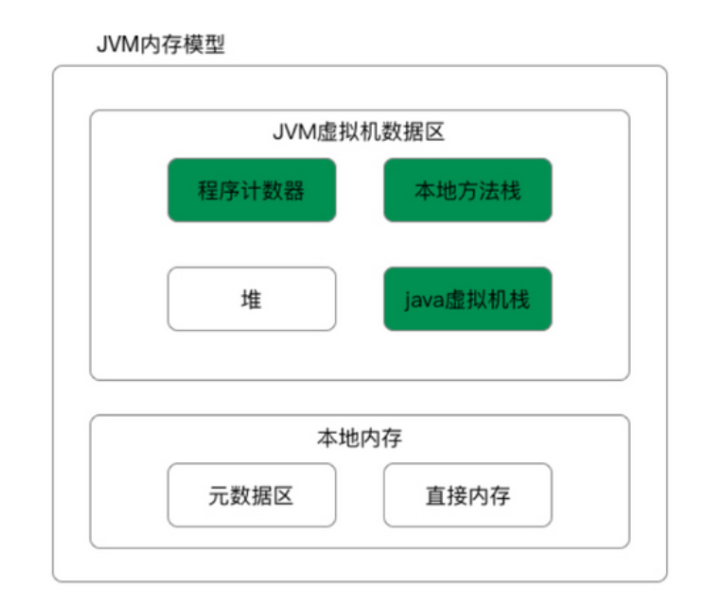 JVM内存模型
JVM虚拟机数据区
程序计数器
本地方法栈
堆
java虚拟机栈
本地内存
元数据区
直接内存